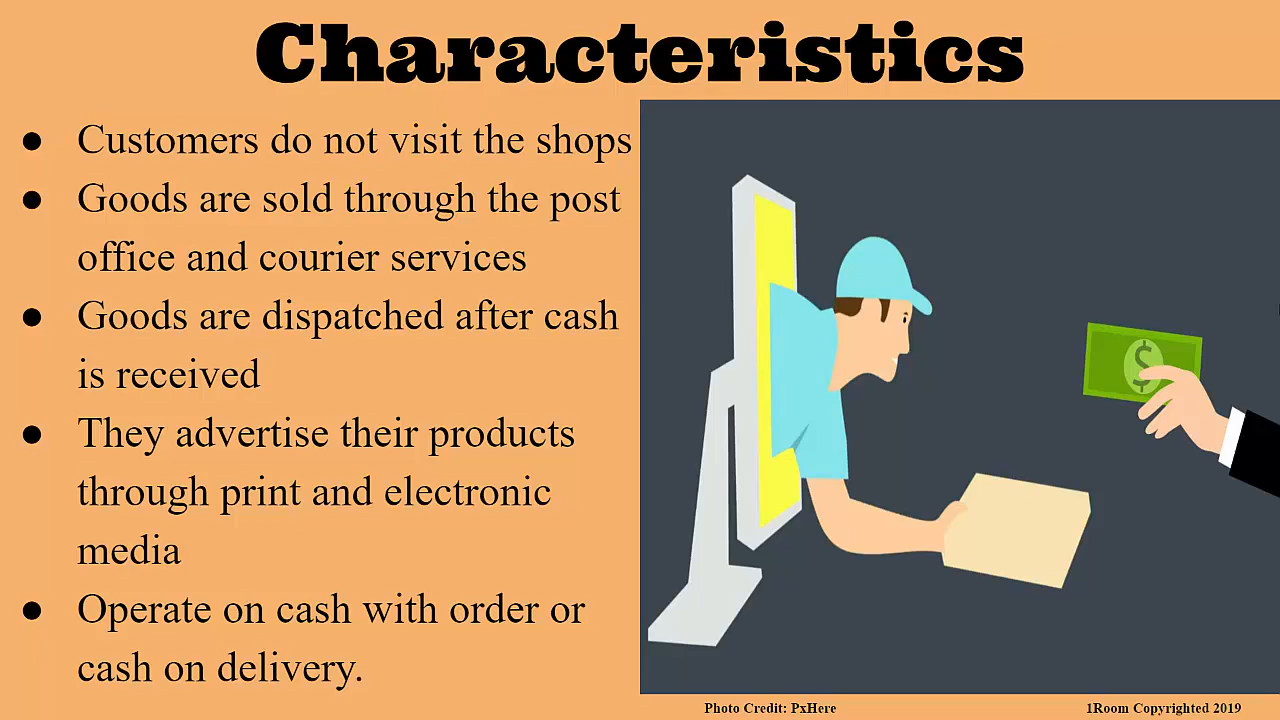 Characteristics
● Customers do not visit the shops
● Goods are sold through the post
office and courier services
● Goods are dispatched after cash
is received
● They advertise their products
through print and electronic
media
● Operate on cash with order or
cash on delivery.
$
Photo Credit: PxHere
1Room Copyrighted 2019